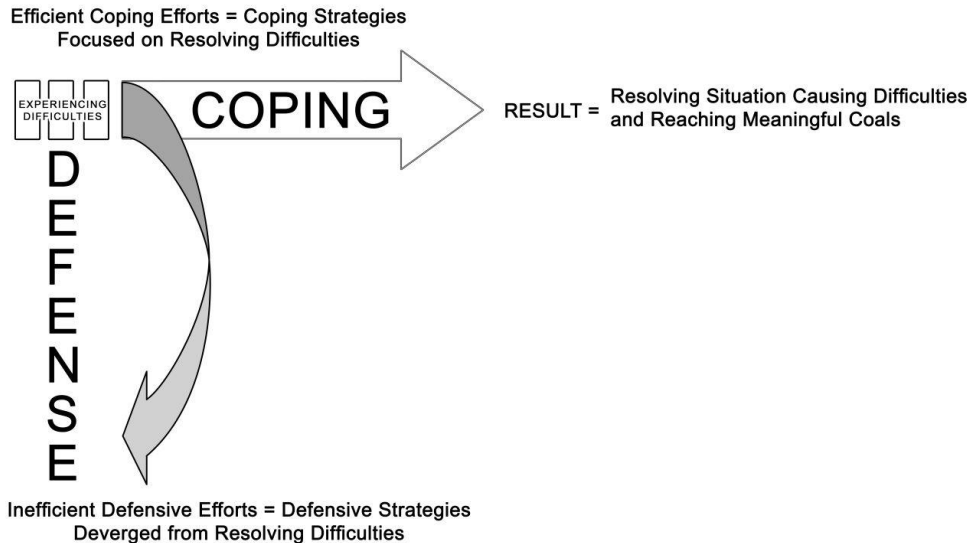 Efficient Coping Efforts = Coping Strategies
Focused on Resolving Difficulties
EXPERIENCING
DIFFICULTIES
COPING
RESULT = Resolving Situation Causing Difficulties
and Reaching Meaningful Coals
D
E
F
E
N
S
E
Inefficient Defensive Efforts = Defensive Strategies
Deverged from Resolving Difficulties